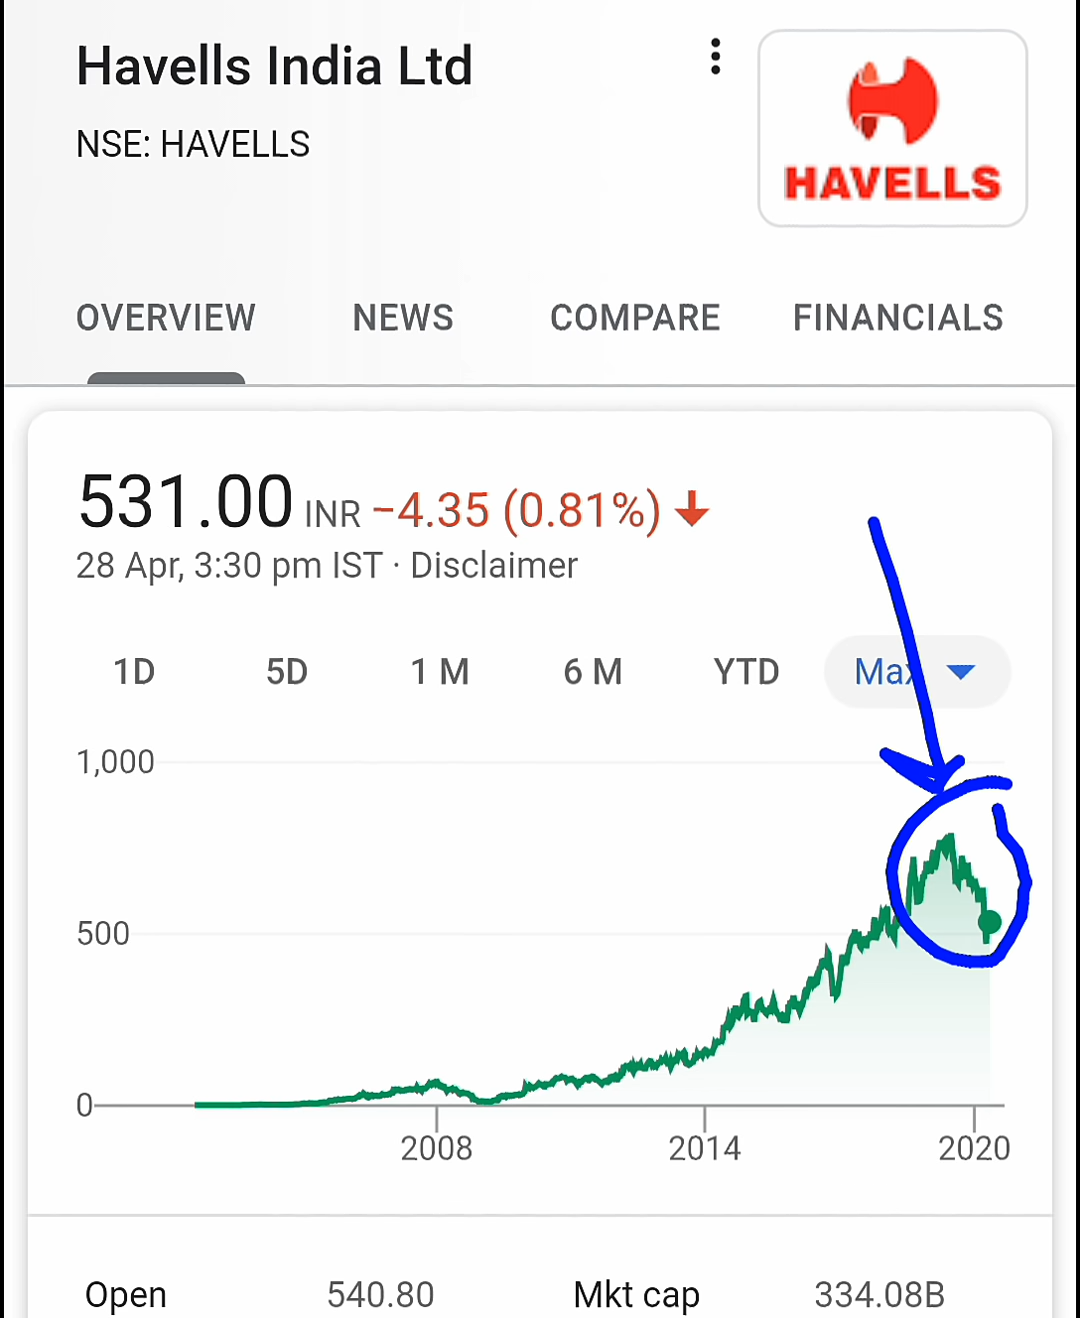 Havells India Ltd
NSE: HAVELLS
HAVELLS
OVERVIEW NEWS COMPARE FINANCIALS
531.00 INR −4.35 (0.81%)
28 Apr, 3:30 pm IST · Disclaimer
1D 5D 1 M 6 M YTD Max
1,000
500
0
2008 2014 2020
Open 540.80 Mkt cap 334.08B